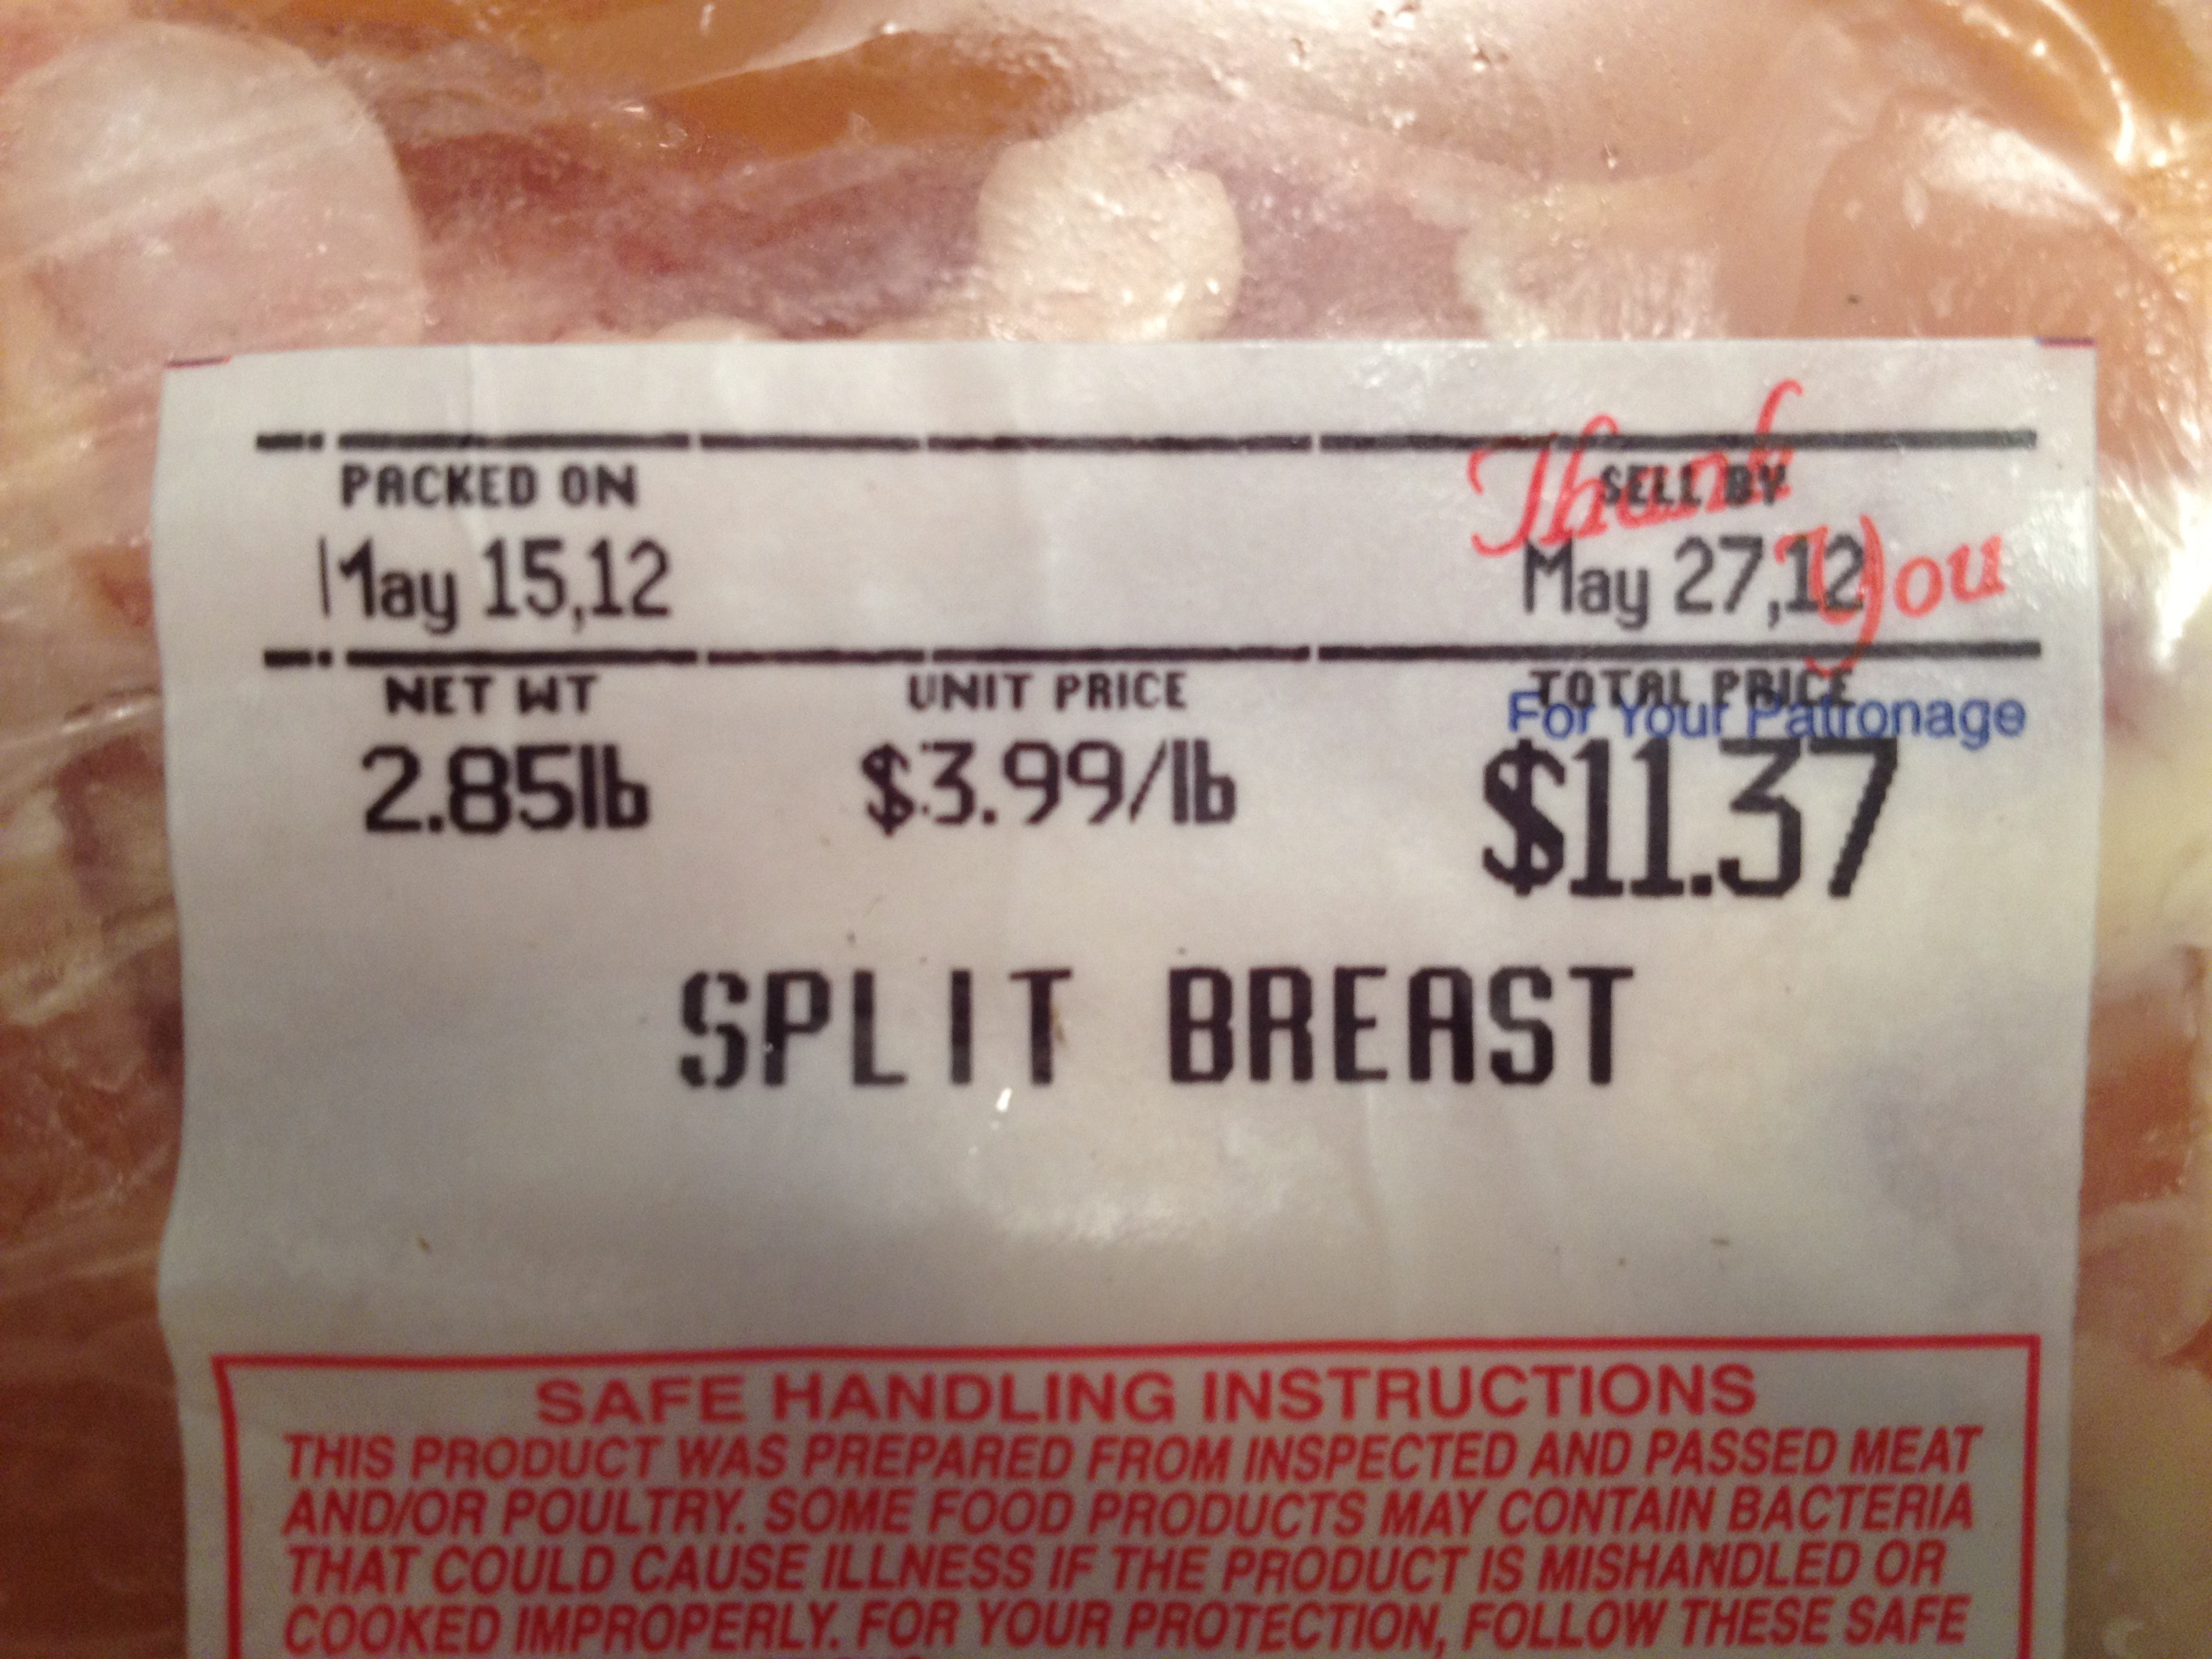 PACKED ON
May 15,12
Thank
SELL BY
You
May 27,12
NET WT
UNIT PRICE
TOTAL PRICE
For Your Patronage
2.85lb
$3.99/lb
$11.37
SPLIT BREAST
SAFE HANDLING INSTRUCTIONS
THIS PRODUCT WAS PREPARED FROM INSPECTED AND PASSED MEAT
AND/OR POULTRY. SOME FOOD PRODUCTS MAY CONTAIN BACTERIA
THAT COULD CAUSE ILLNESS IF THE PRODUCT IS MISHANDLED OR
COOKED IMPROPERLY. FOR YOUR PROTECTION, FOLLOW THESE SAFE